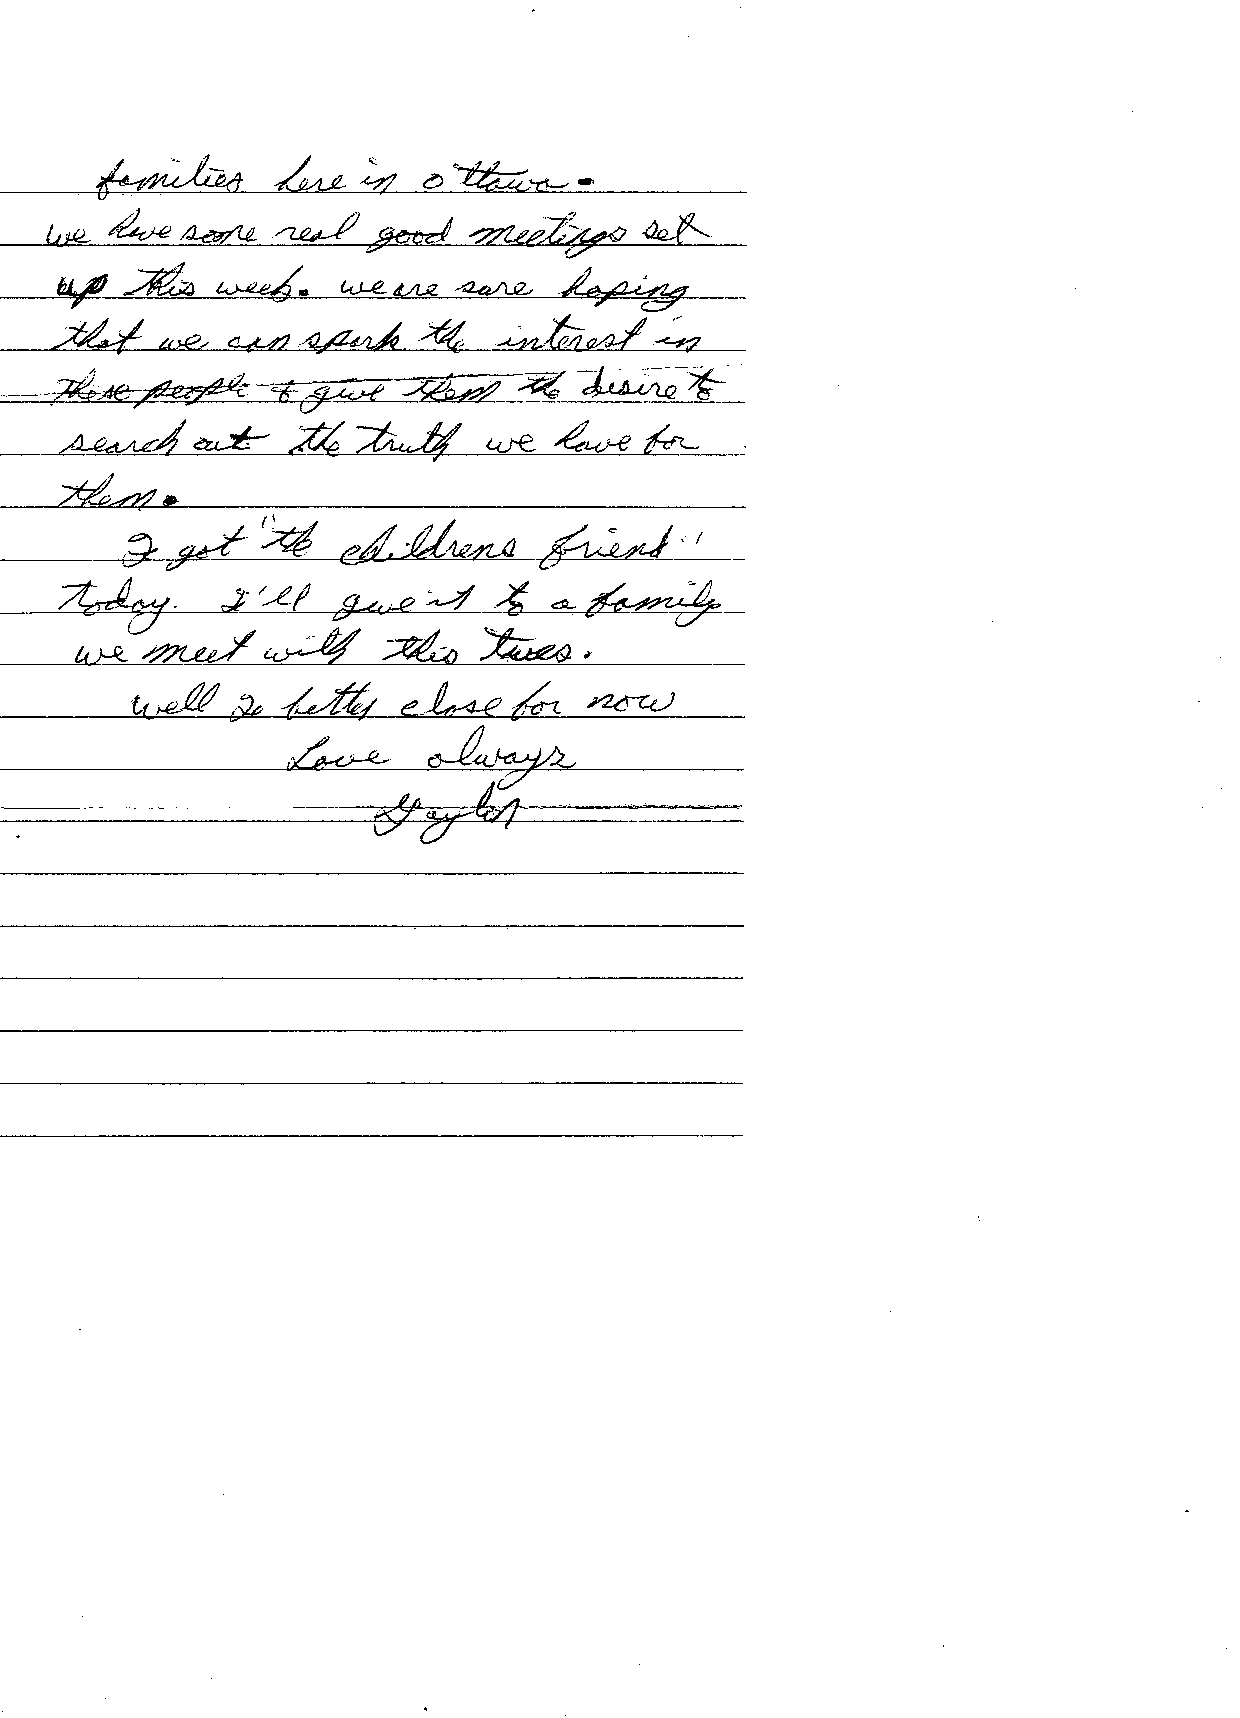 families here in ottawa.
we have some real good meetings set
up this week. we are sure hoping
that we can spark the interest in
these people & give them the desire to
search out the truth we have for
them.
I got "the childrens friend"
today. I'll give it to a family
we meet with this tues.
well I better close for now
Love always
Gaylon